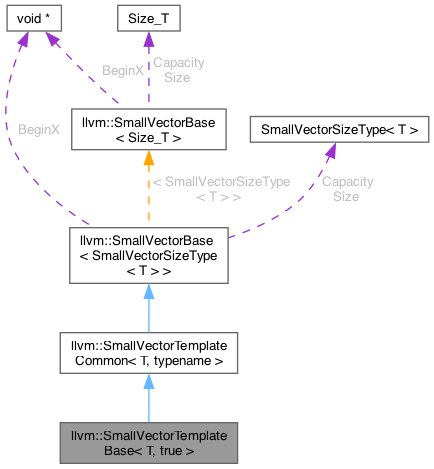 void *
Size_T
BeginX
Capacity
Size
llvm::SmallVectorBase
< Size_T >
SmallVectorSizeType< T >
BeginX
< SmallVectorSizeType
< T > >
Capacity
Size
llvm::SmallVectorBase
< SmallVectorSizeType
< T > >
llvm::SmallVectorTemplate
Common< T, typename >
llvm::SmallVectorTemplate
Base< T, true >